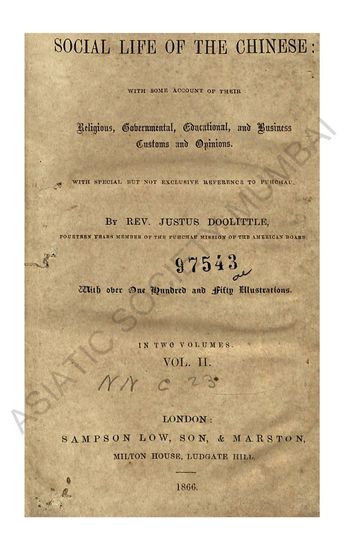 SOCIAL LIFE OF THE CHINESE:
WITH SOME ACCOUNT OF THEIR
Religious, Governmental, Educational, and Business
Customs and Opinions.
WITH SPECIAL BUT NOT EXCLUSIVE REFERENCE TO FUHCHAU.
BY REV. JUSTUS DOOLITTLE,
FOURTEEN YEARS MEMBER OF THE FUHCHAU MISSION OF THE AMERICAN BOARD.
97543
With over One Hundred and Fifty Illustrations.
IN TWO VOLUMES.
VOL. II.
NN C 23
LONDON:
SAMPSON LOW, SON, & MARSTON,
MILTON HOUSE, LUDGATE HILL.
1866.
ASIATIC SOCIETY MUMBAI